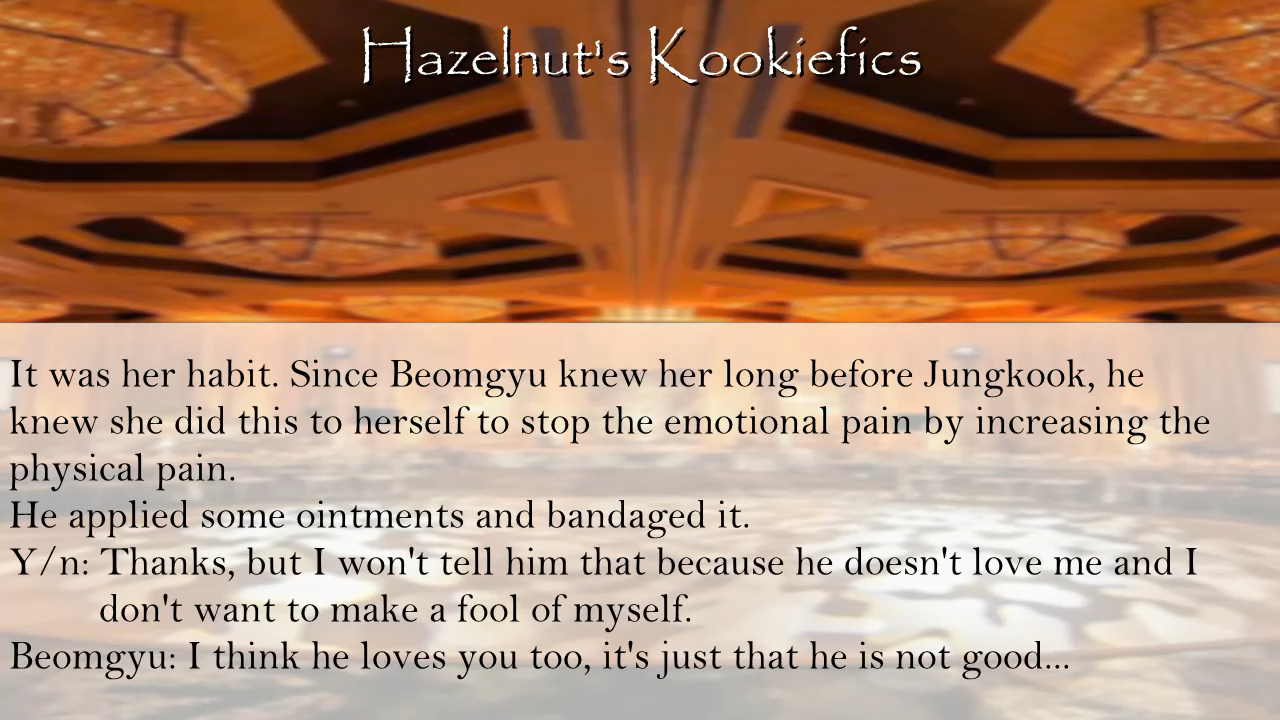 Hazelnut's Kookiefics
It was her habit. Since Beomgyu knew her long before Jungkook, he
knew she did this to herself to stop the emotional pain by increasing the
physical pain.
He applied some ointments and bandaged it.
Y/n: Thanks, but I won't tell him that because he doesn't love me and I
don't want to make a fool of myself.
Beomgyu: I think he loves you too, it's just that he is not good...